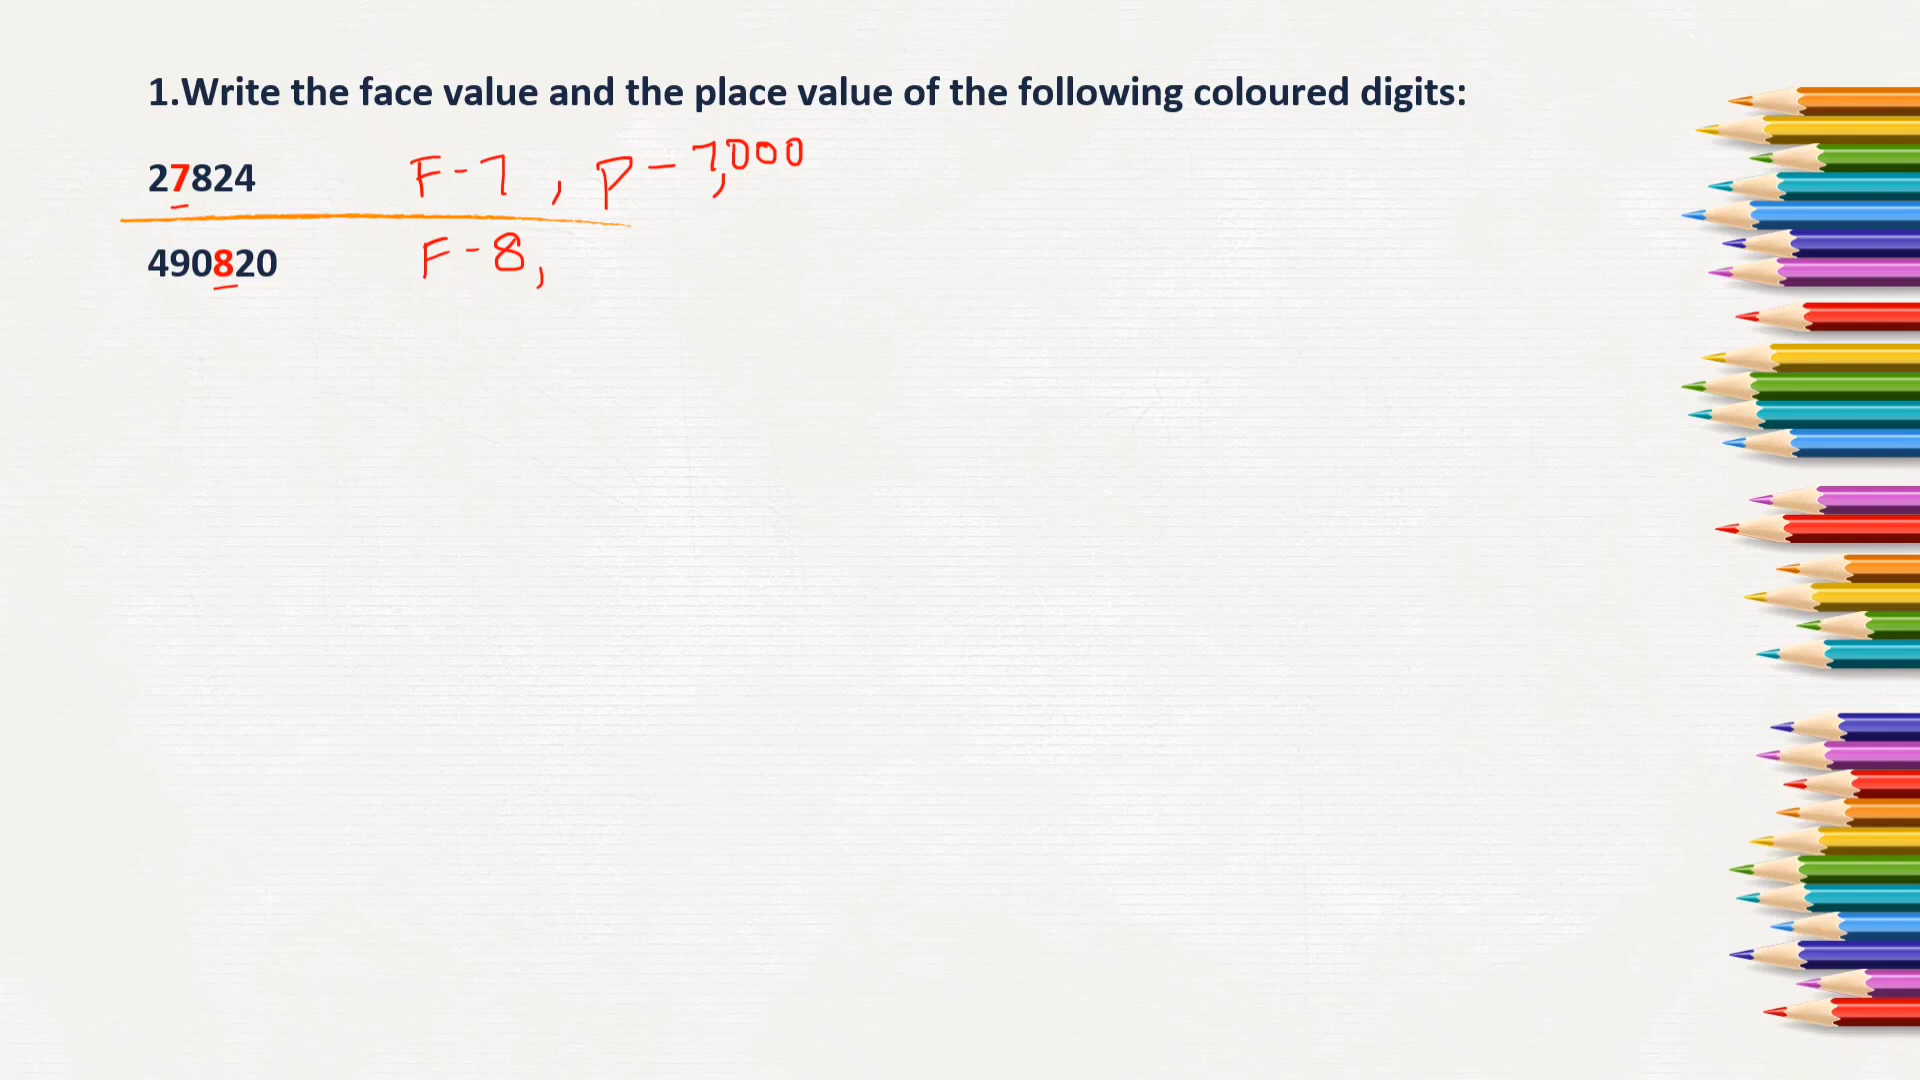 1.Write the face value and the place value of the following coloured digits:
27824 F-7 , P-7,000
490820 F-8,